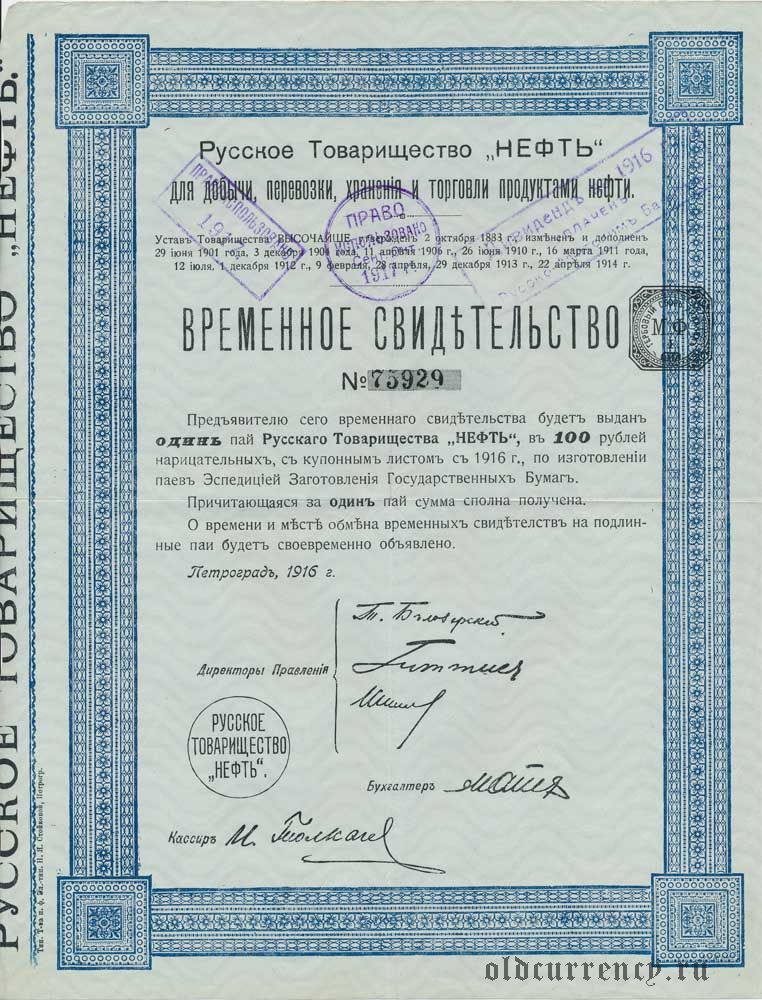 Русское Товарищество „НЕФТЬ“
для добычи, перевозки, храненія и торговли продуктами нефти.
Уставъ Товарищества ВЫСОЧАЙШЕ утвержденъ 2 октября 1883 г., измѣненъ и дополненъ
29 іюня 1901 года, 3 декабря 1904 года, 11 апрѣля 1906 г., 26 іюня 1910 г., 16 марта 1911 года,
12 іюля, 1 декабря 1912 г., 9 февраля, 28 апрѣля, 29 декабря 1913 г., 22 апрѣля 1914 г.
ПРАВО
ИСПОЛЬЗОВАНО
1917 г.
1916
ВРЕМЕННОЕ СВИДѢТЕЛЬСТВО
М Ф
№ 75929
Предъявителю сего временнаго свидѣтельства будетъ выданъ
одинъ пай Русскаго Товарищества „НЕФТЬ“, въ 100 рублей
нарицательныхъ, съ купоннымъ листомъ съ 1916 г., по изготовленіи
паевъ Эспедиціей Заготовленія Государственныхъ Бумагъ.
Причитающаяся за одинъ пай сумма сполна получена.
О времени и мѣстѣ обмѣна временныхъ свидѣтелствъ на подлин-
ные паи будетъ своевременно объявлено.
Петроградъ, 1916 г.
Директоры Правленія
РУССКОЕ
ТОВАРИЩЕСТВО
„НЕФТЬ“.
Бухгалтеръ
Кассиръ
РУССКОЕ ТОВАРИЩЕСТВО „НЕФТЬ.“
oldcurrency.ru